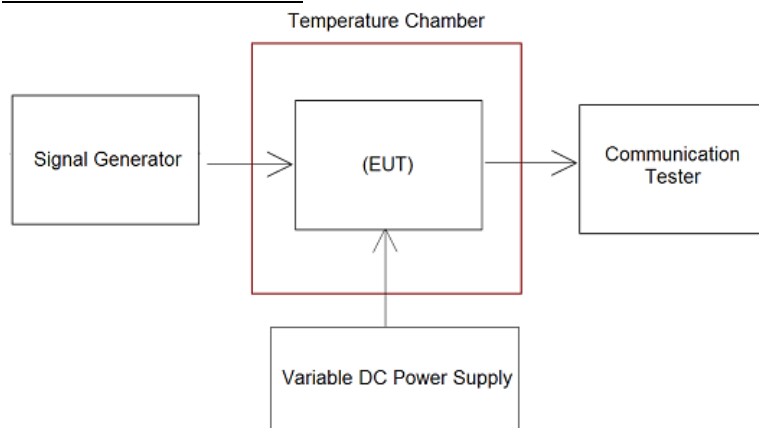 Temperature Chamber
Signal Generator
(EUT)
Communication
Tester
Variable DC Power Supply